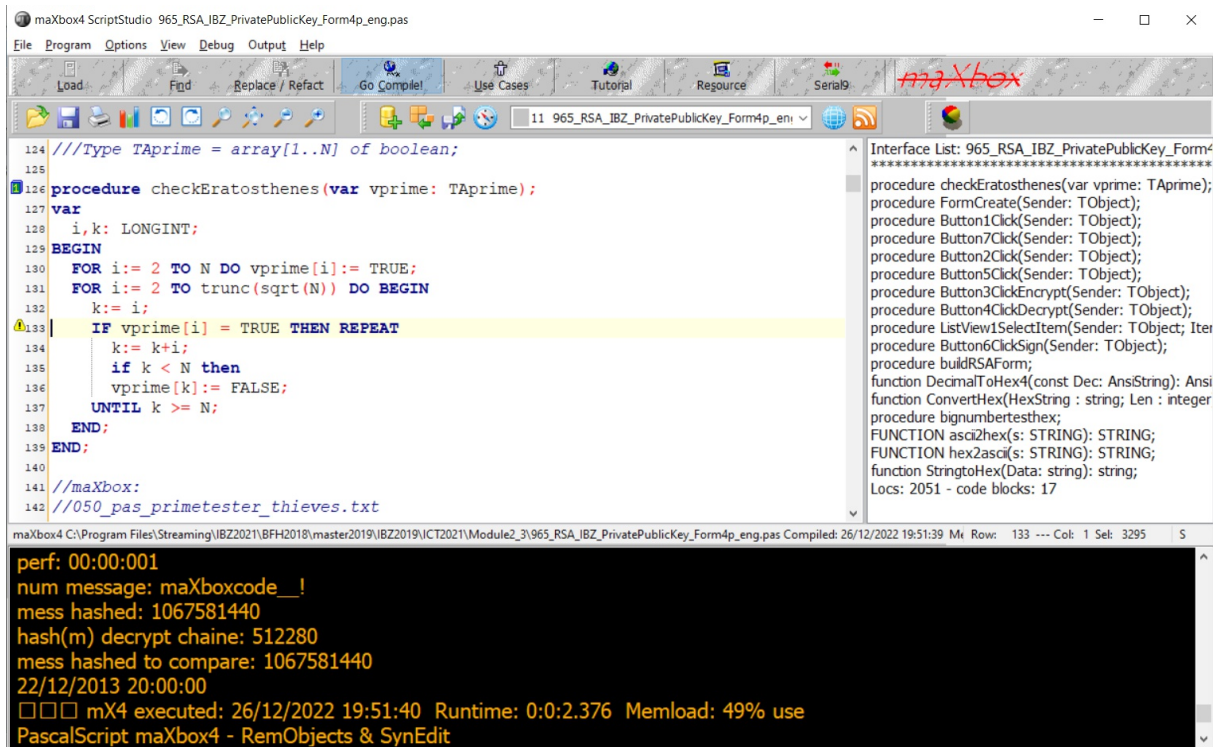 maXbox4 ScriptStudio 965_RSA_IBZ_PrivatePublicKey_Form4p_eng.pas
File Program Options View Debug Output Help
Load Find Replace / Refact Go Compile! Use Cases Tutorial Resource Serial9 maXbox
11 965_RSA_IBZ_PrivatePublicKey_Form4p_en
124 ///Type TAprime = array[1..N] of boolean;
125
126 procedure checkEratosthenes(var vprime: TAprime);
127 var
128 i,k: LONGINT;
129 BEGIN
130 FOR i:= 2 TO N DO vprime[i]:= TRUE;
131 FOR i:= 2 TO trunc(sqrt(N)) DO BEGIN
132 k:= i;
133 IF vprime[i] = TRUE THEN REPEAT
134 k:= k+i;
135 if k < N then
136 vprime[k]:= FALSE;
137 UNTIL k >= N;
138 END;
139 END;
140
141 //maXbox:
142 //050_pas_primetester_thieves.txt
Interface List: 965_RSA_IBZ_PrivatePublicKey_Form4
***********************************************
procedure checkEratosthenes(var vprime: TAprime);
procedure FormCreate(Sender: TObject);
procedure Button1Click(Sender: TObject);
procedure Button7Click(Sender: TObject);
procedure Button2Click(Sender: TObject);
procedure Button5Click(Sender: TObject);
procedure Button3ClickEncrypt(Sender: TObject);
procedure Button4ClickDecrypt(Sender: TObject);
procedure ListView1SelectItem(Sender: TObject; Iter
procedure Button6ClickSign(Sender: TObject);
procedure buildRSAForm;
function DecimalToHex4(const Dec: AnsiString): Ansi
function ConvertHex(HexString : string; Len : integer
procedure bignumbertesthex;
FUNCTION ascii2hex(s: STRING): STRING;
FUNCTION hex2ascii(s: STRING): STRING;
function StringtoHex(Data: string): string;
Locs: 2051 - code blocks: 17
maXbox4 C:\Program Files\Streaming\IBZ2021\BFH2018\master2019\IBZ2019\ICT2021\Module2_3\965_RSA_IBZ_PrivatePublicKey_Form4p_eng.pas Compiled: 26/12/2022 19:51:39 Me Row: 133 --- Col: 1 Sel: 3295 S
perf: 00:00:001
num message: maXboxcode__!
mess hashed: 1067581440
hash(m) decrypt chaine: 512280
mess hashed to compare: 1067581440
22/12/2013 20:00:00
□□□ mX4 executed: 26/12/2022 19:51:40 Runtime: 0:0:2.376 Memload: 49% use
PascalScript maXbox4 - RemObjects & SynEdit